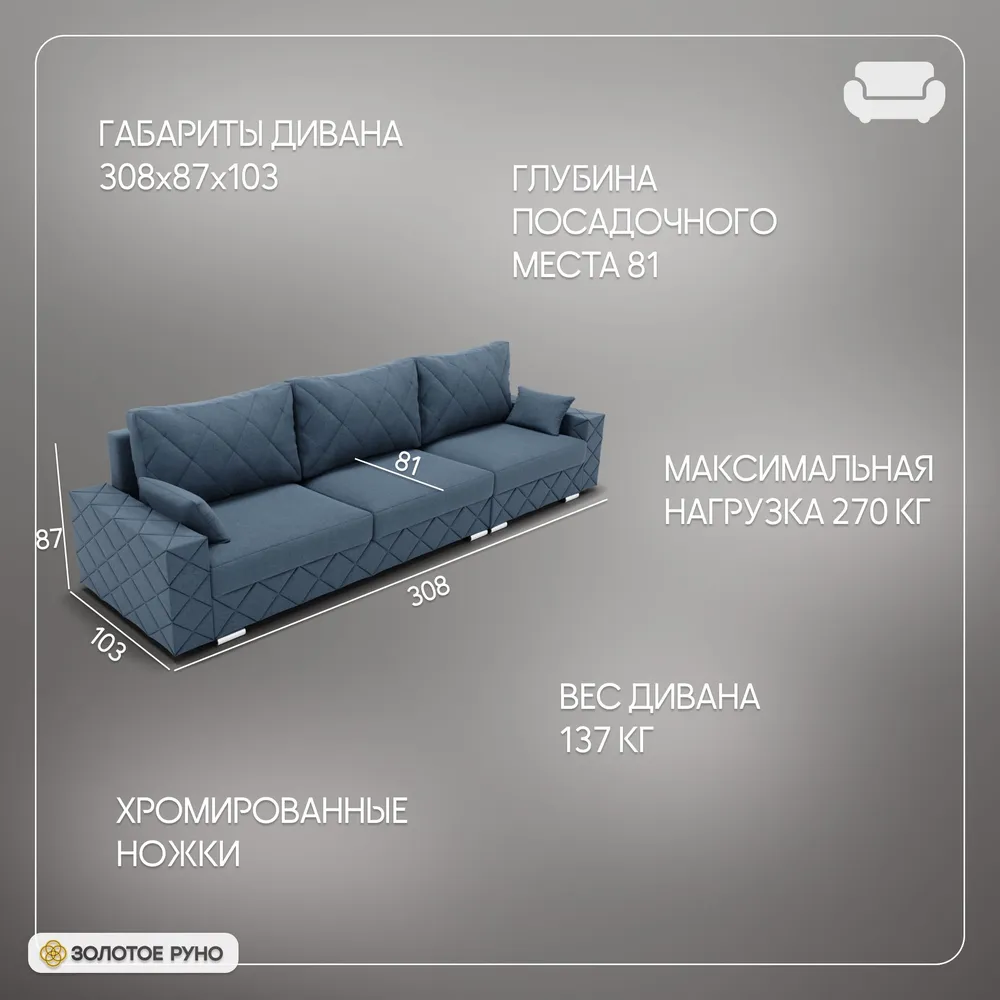 ГАБАРИТЫ ДИВАНА
308х87х103
ГЛУБИНА
ПОСАДОЧНОГО
МЕСТА 81
81
87
308
103
МАКСИМАЛЬНАЯ
НАГРУЗКА 270 КГ
ВЕС ДИВАНА
137 КГ
ХРОМИРОВАННЫЕ
НОЖКИ
ЗОЛОТОЕ РУНО